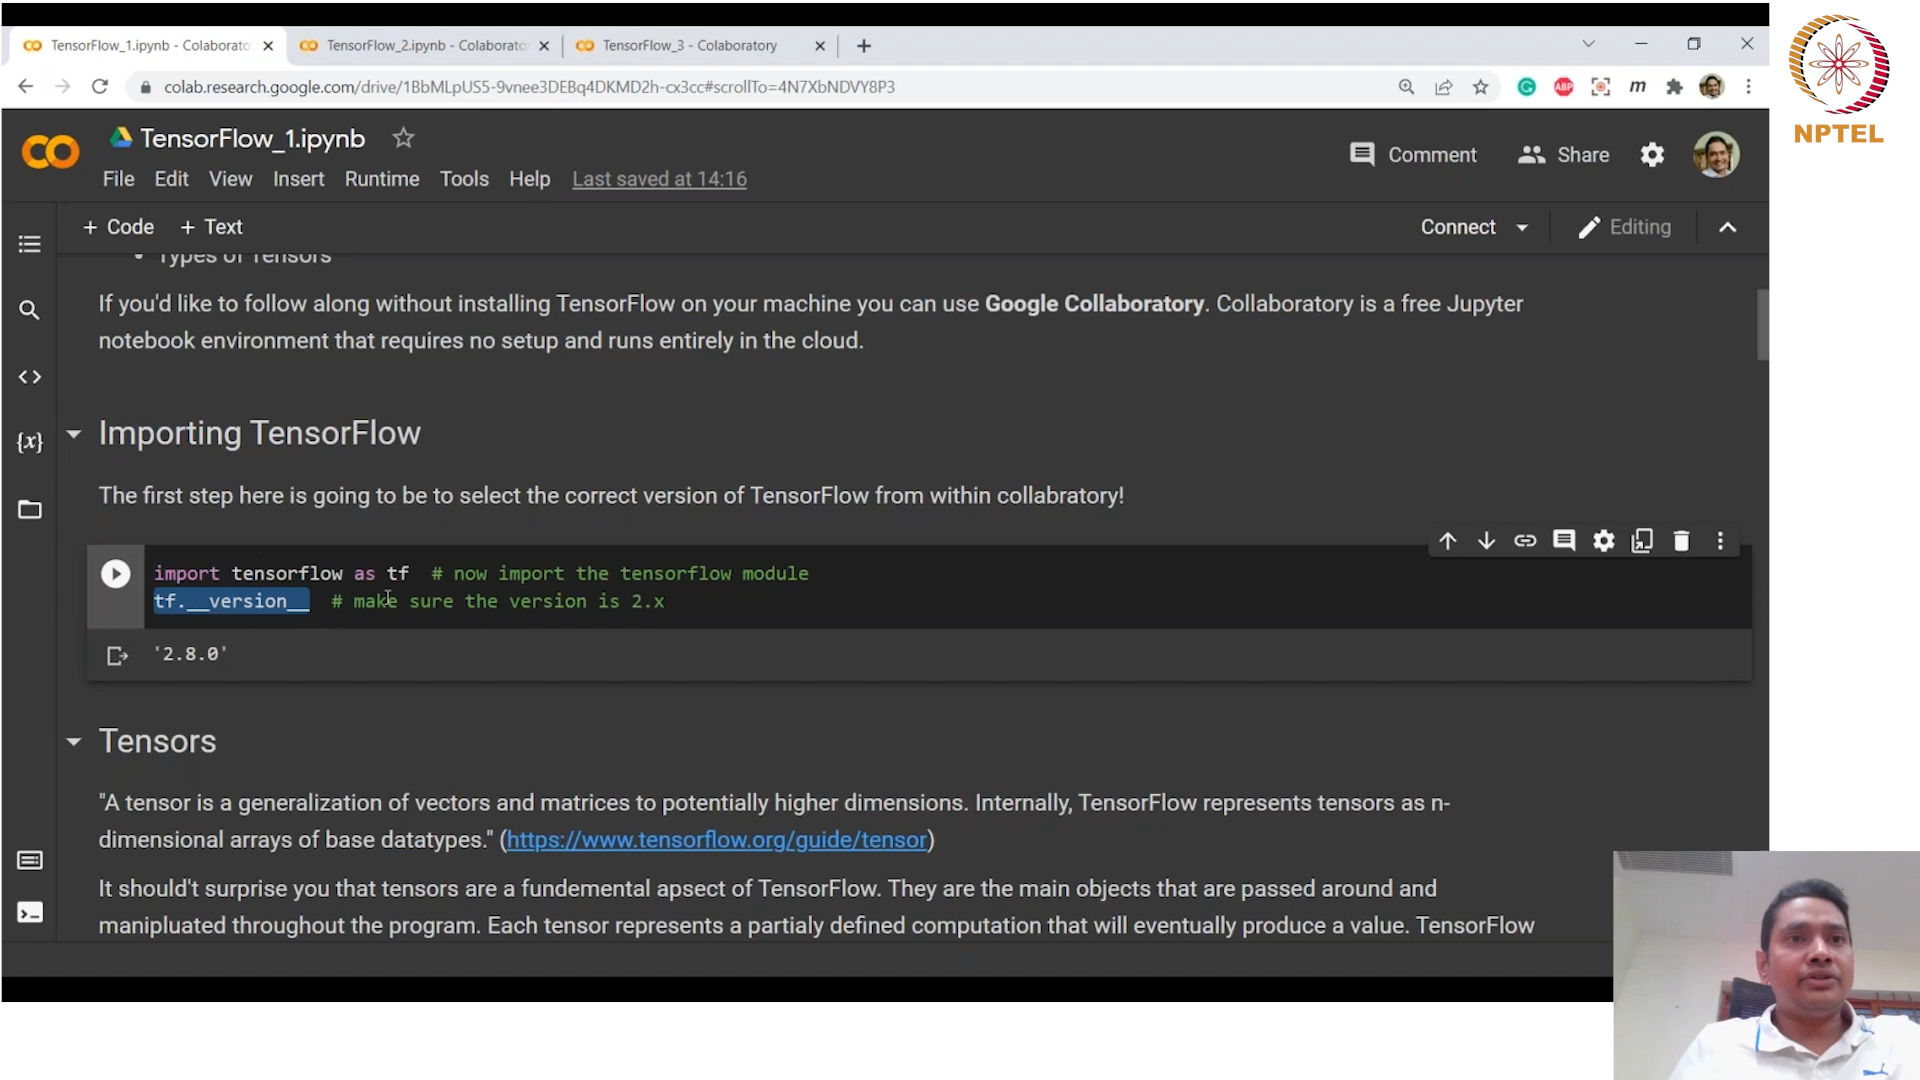 TensorFlow_1.ipynb - Colaborato
TensorFlow_2.ipynb - Colaborato
TensorFlow_3 - Colaboratory
colab.research.google.com/drive/1BbMLpUS5-9vnee3DEBq4DKMD2h-cx3cc#scrollTo=4N7XbNDVY8P3
ABP
m
NPTEL
TensorFlow_1.ipynb
Comment
Share
File Edit View Insert Runtime Tools Help Last saved at 14:16
+ Code + Text
Connect
Editing
• Types of Tensors
If you'd like to follow along without installing TensorFlow on your machine you can use Google Collaboratory. Collaboratory is a free Jupyter
notebook environment that requires no setup and runs entirely in the cloud.
Importing TensorFlow
The first step here is going to be to select the correct version of TensorFlow from within collabratory!
import tensorflow as tf # now import the tensorflow module
tf.__version__ # make sure the version is 2.x
'2.8.0'
Tensors
"A tensor is a generalization of vectors and matrices to potentially higher dimensions. Internally, TensorFlow represents tensors as n-
dimensional arrays of base datatypes." (https://www.tensorflow.org/guide/tensor)
It should't surprise you that tensors are a fundemental apsect of TensorFlow. They are the main objects that are passed around and
manipluated throughout the program. Each tensor represents a partialy defined computation that will eventually produce a value. TensorFlow